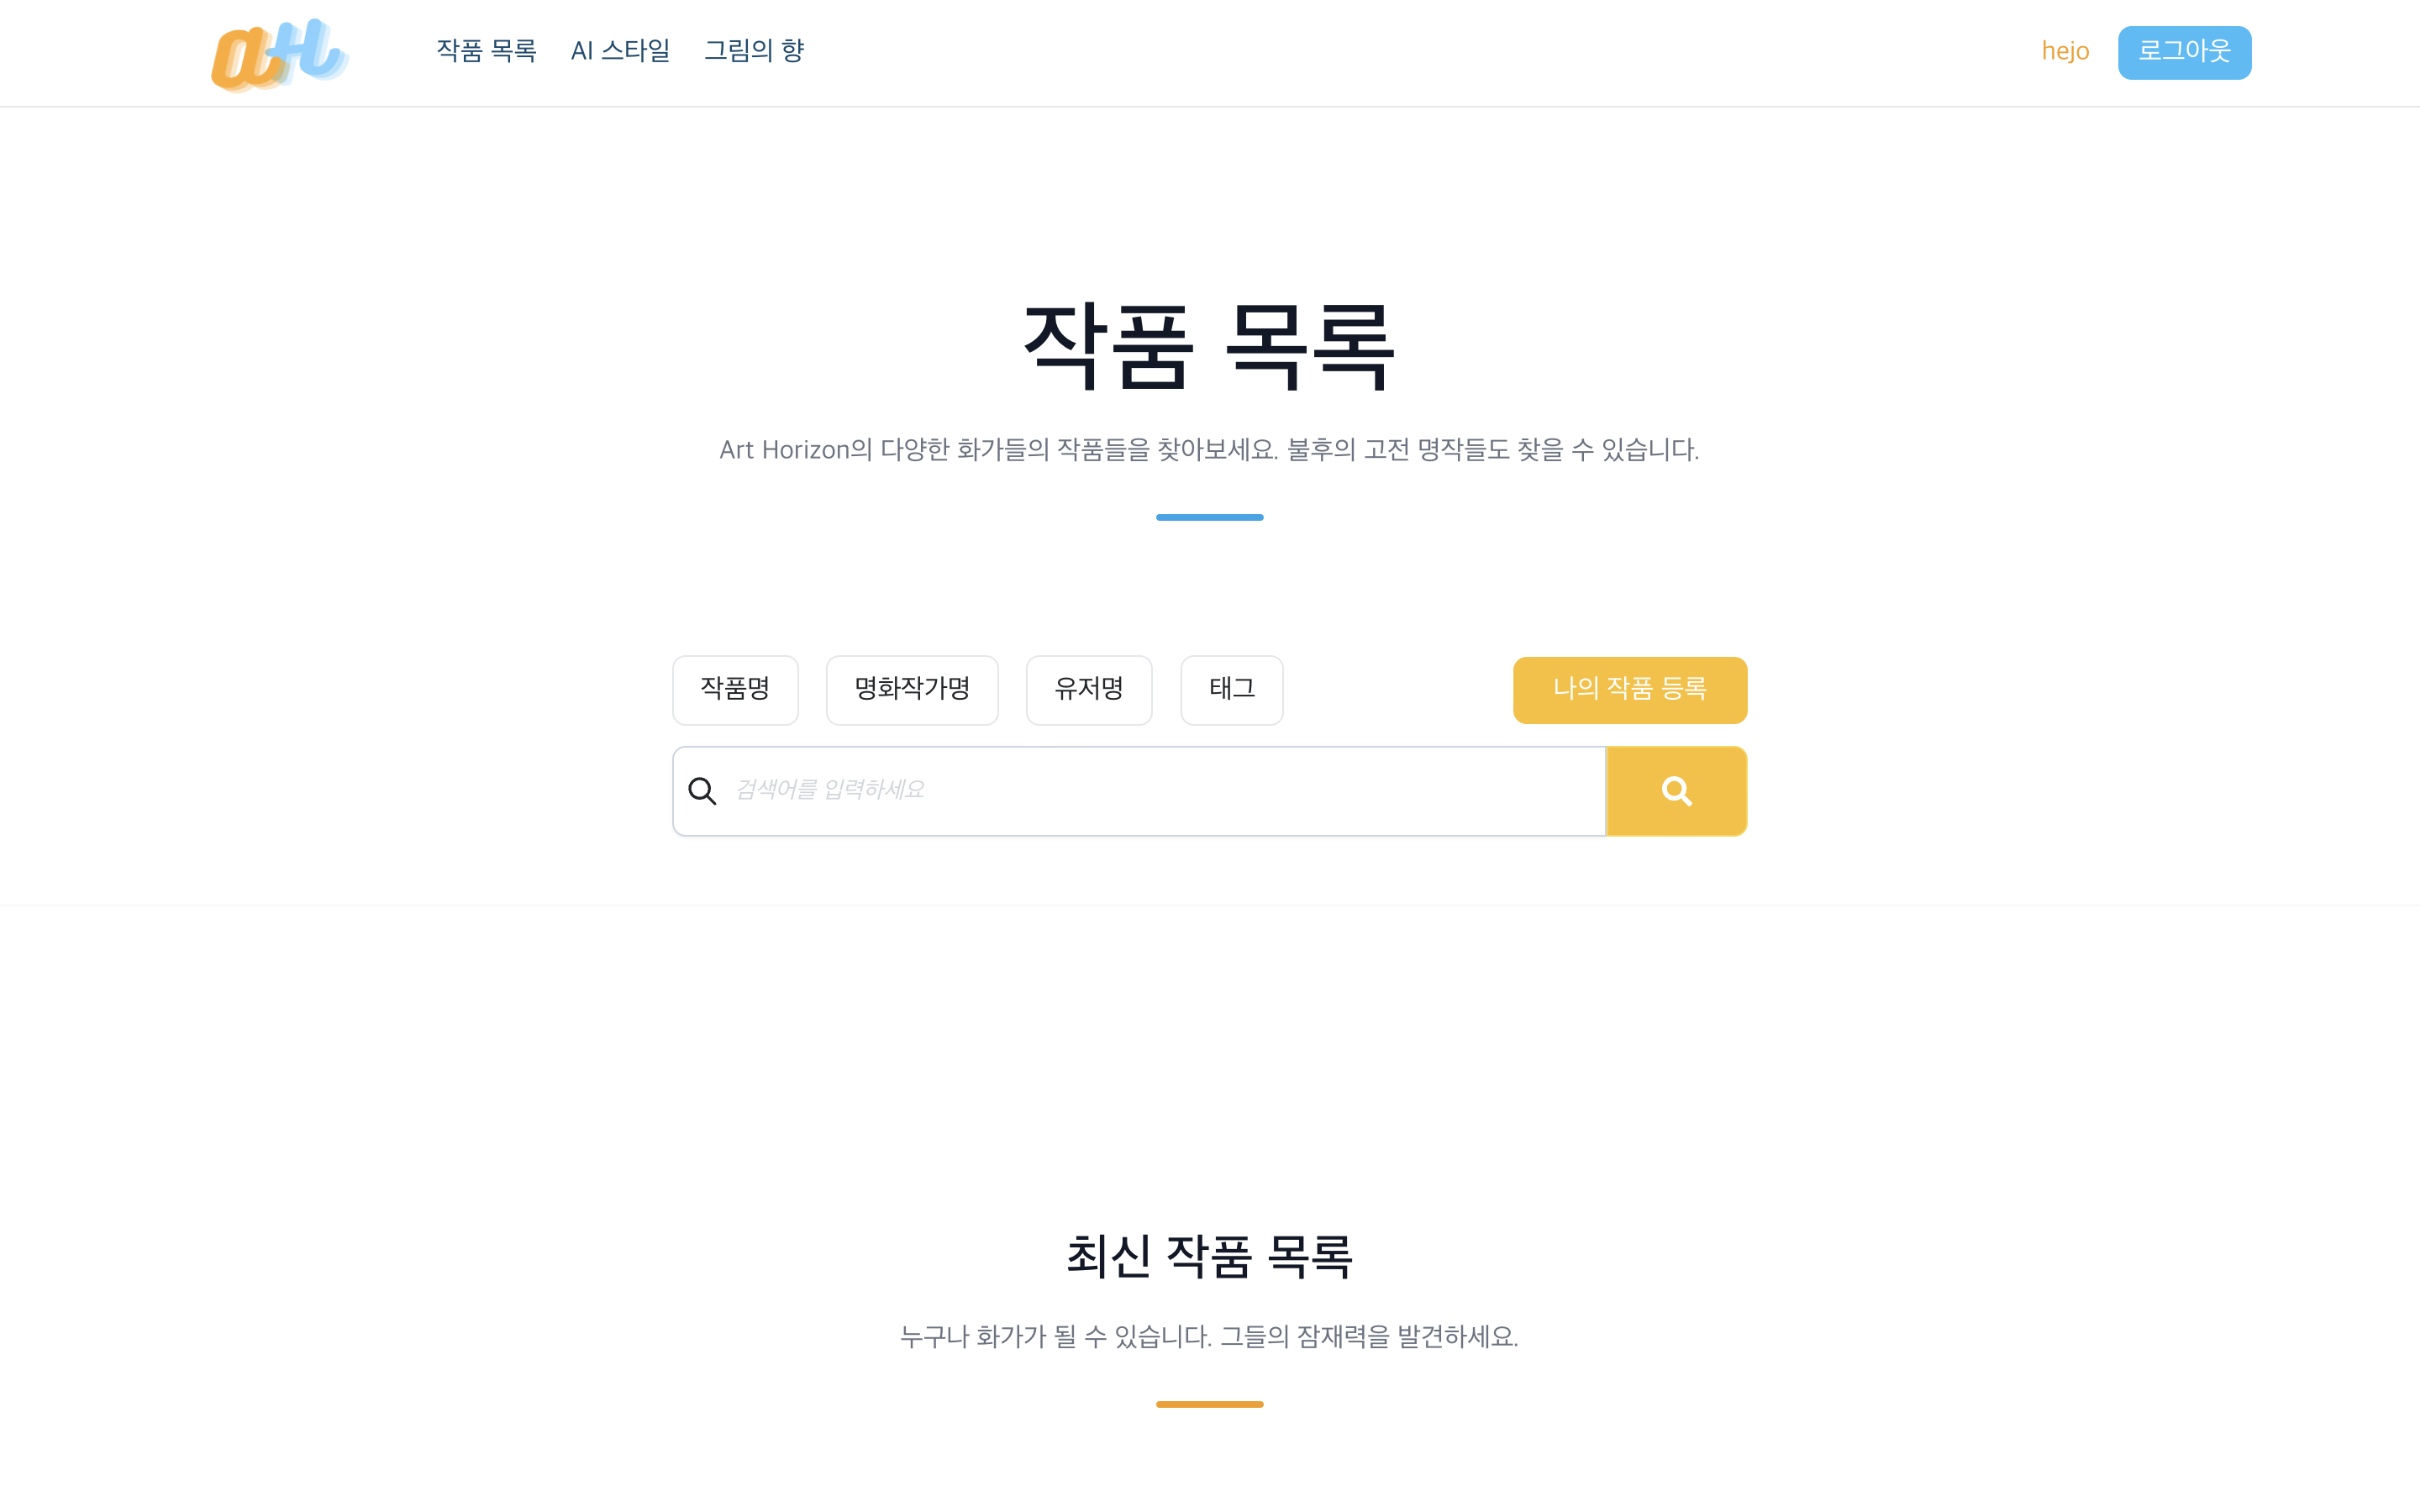 aH
작품 목록 AI 스타일 그림의 향 hejo 로그아웃
작품 목록
Art Horizon의 다양한 화가들의 작품들을 찾아보세요. 불후의 고전 명작들도 찾을 수 있습니다.
작품명 명화작가명 유저명 태그 나의 작품 등록
검색어를 입력하세요
최신 작품 목록
누구나 화가가 될 수 있습니다. 그들의 잠재력을 발견하세요.